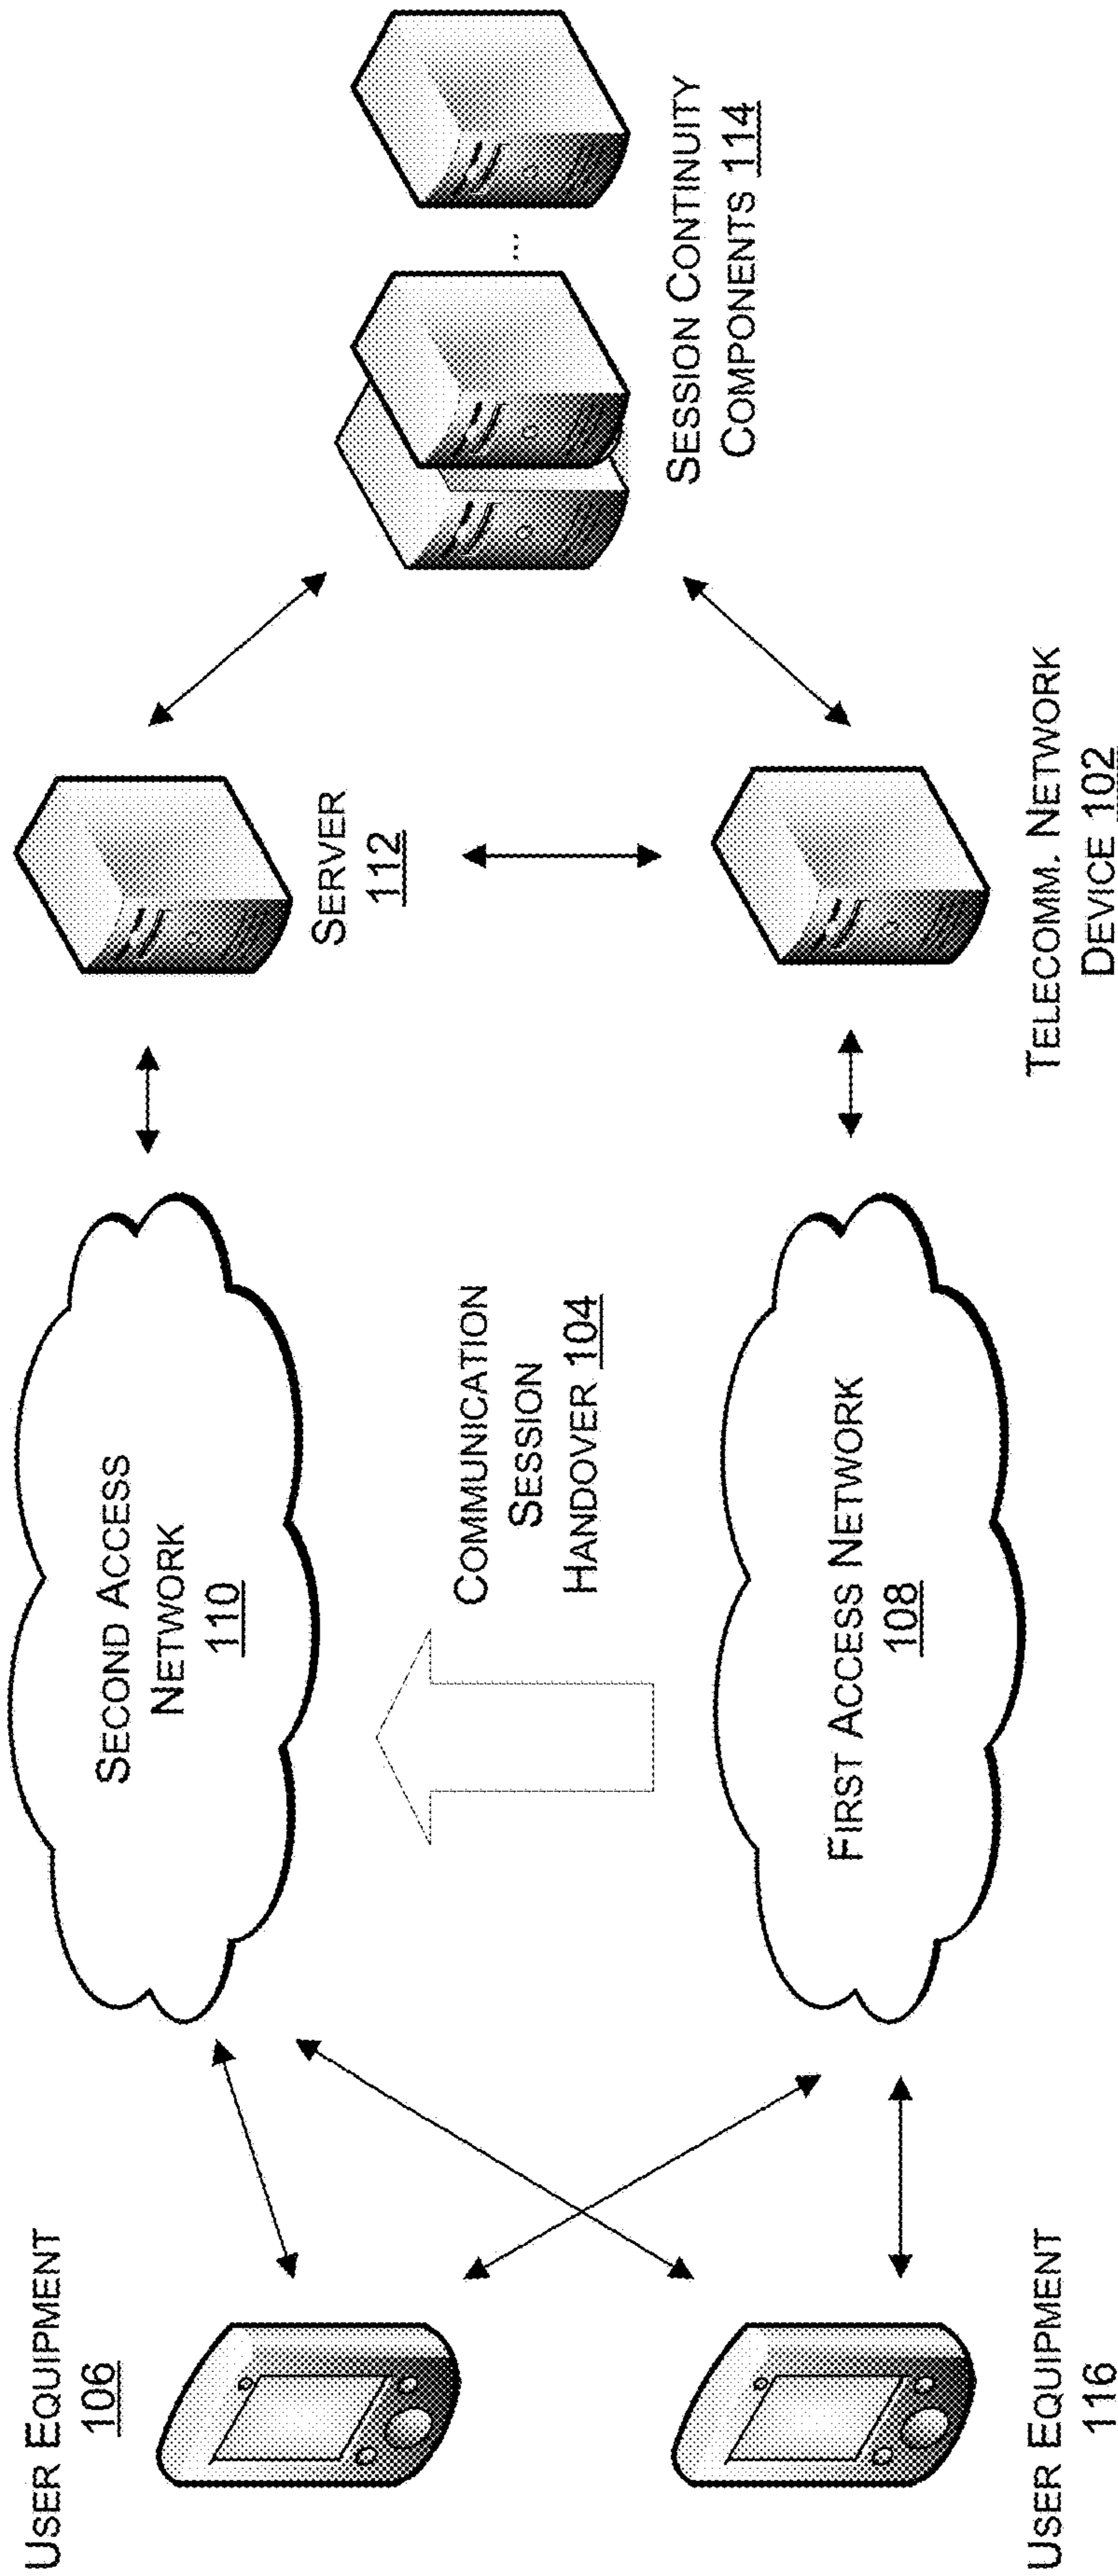 USER EQUIPMENT
106
SECOND ACCESS
NETWORK
110
SERVER
112
COMMUNICATION
SESSION
HANDOVER 104
SESSION CONTINUITY
COMPONENTS 114
FIRST ACCESS NETWORK
108
USER EQUIPMENT
116
TELECOMM. NETWORK
DEVICE 102